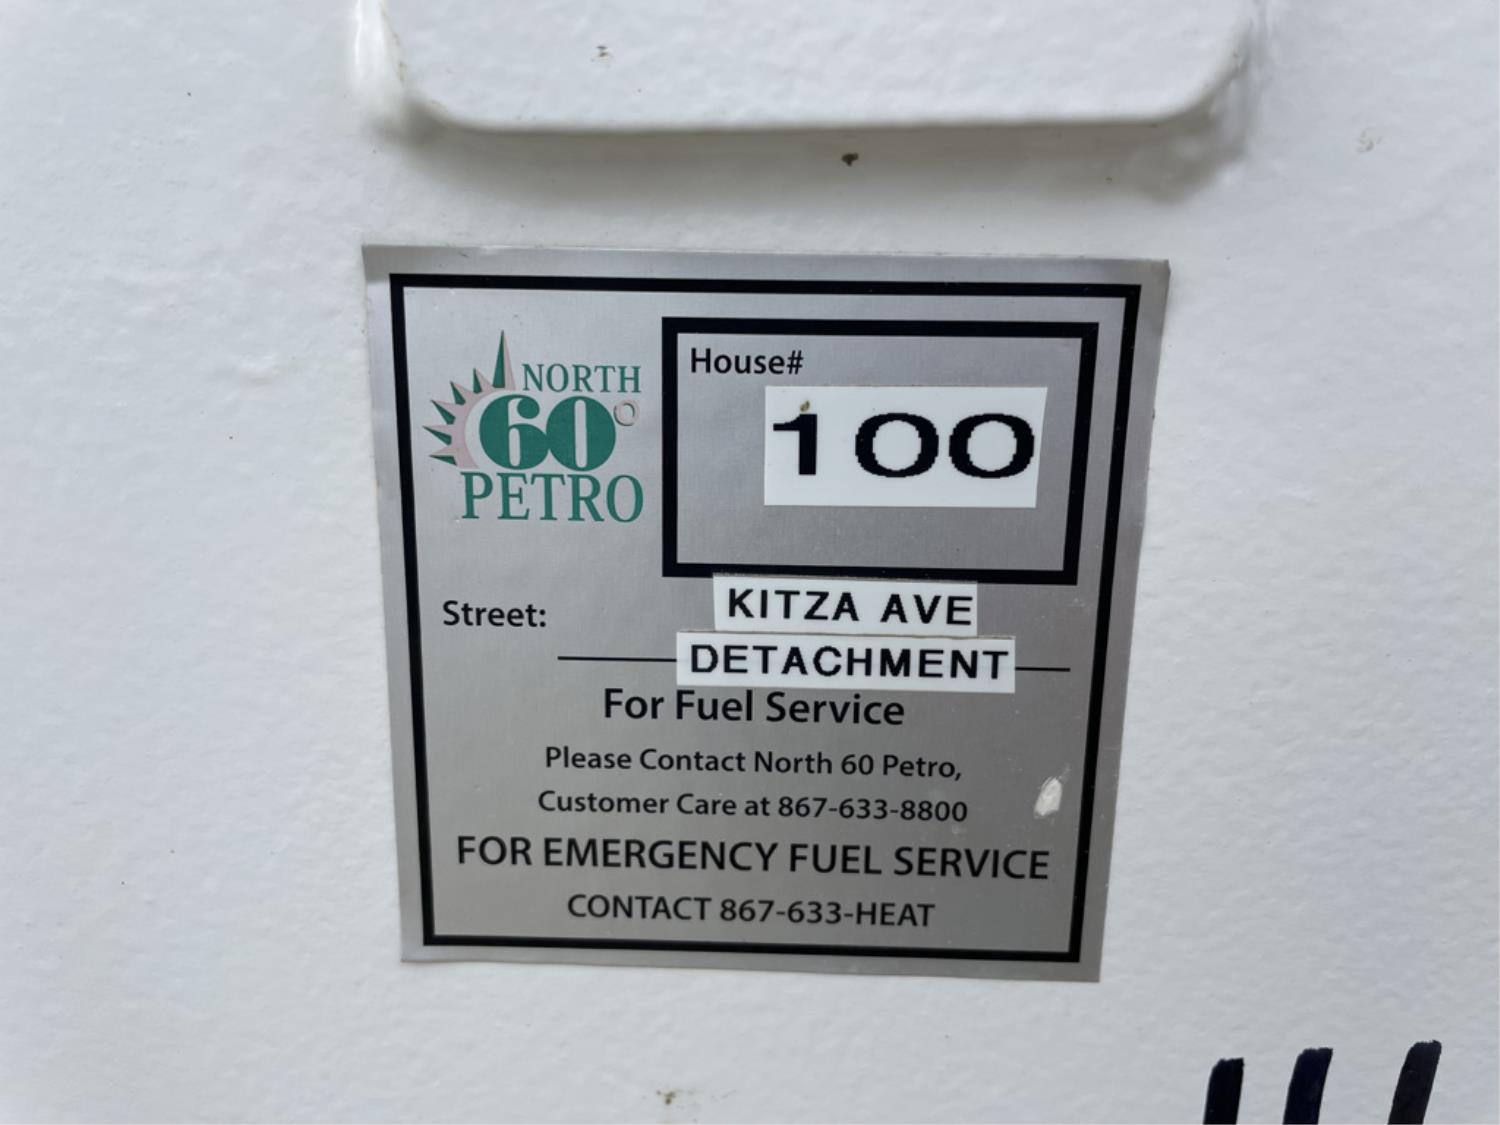 NORTH
60°
PETRO
House#
100
Street:
KITZA AVE
DETACHMENT
For Fuel Service
Please Contact North 60 Petro,
Customer Care at 867-633-8800
FOR EMERGENCY FUEL SERVICE
CONTACT 867-633-HEAT